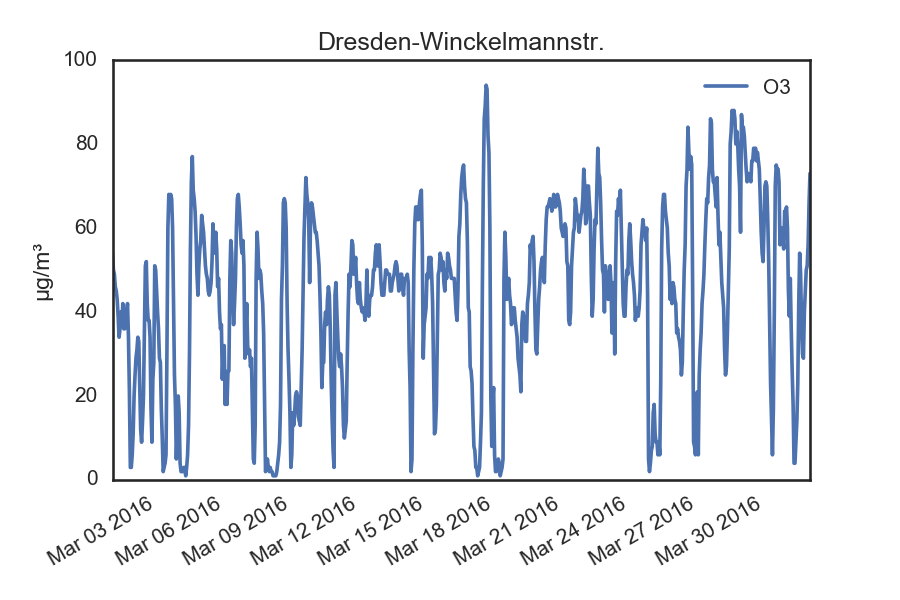 Dresden-Winckelmannstr.
100
O3
80
60
µg/m³
40
20
0
Mar 03 2016
Mar 06 2016
Mar 09 2016
Mar 12 2016
Mar 15 2016
Mar 18 2016
Mar 21 2016
Mar 24 2016
Mar 27 2016
Mar 30 2016